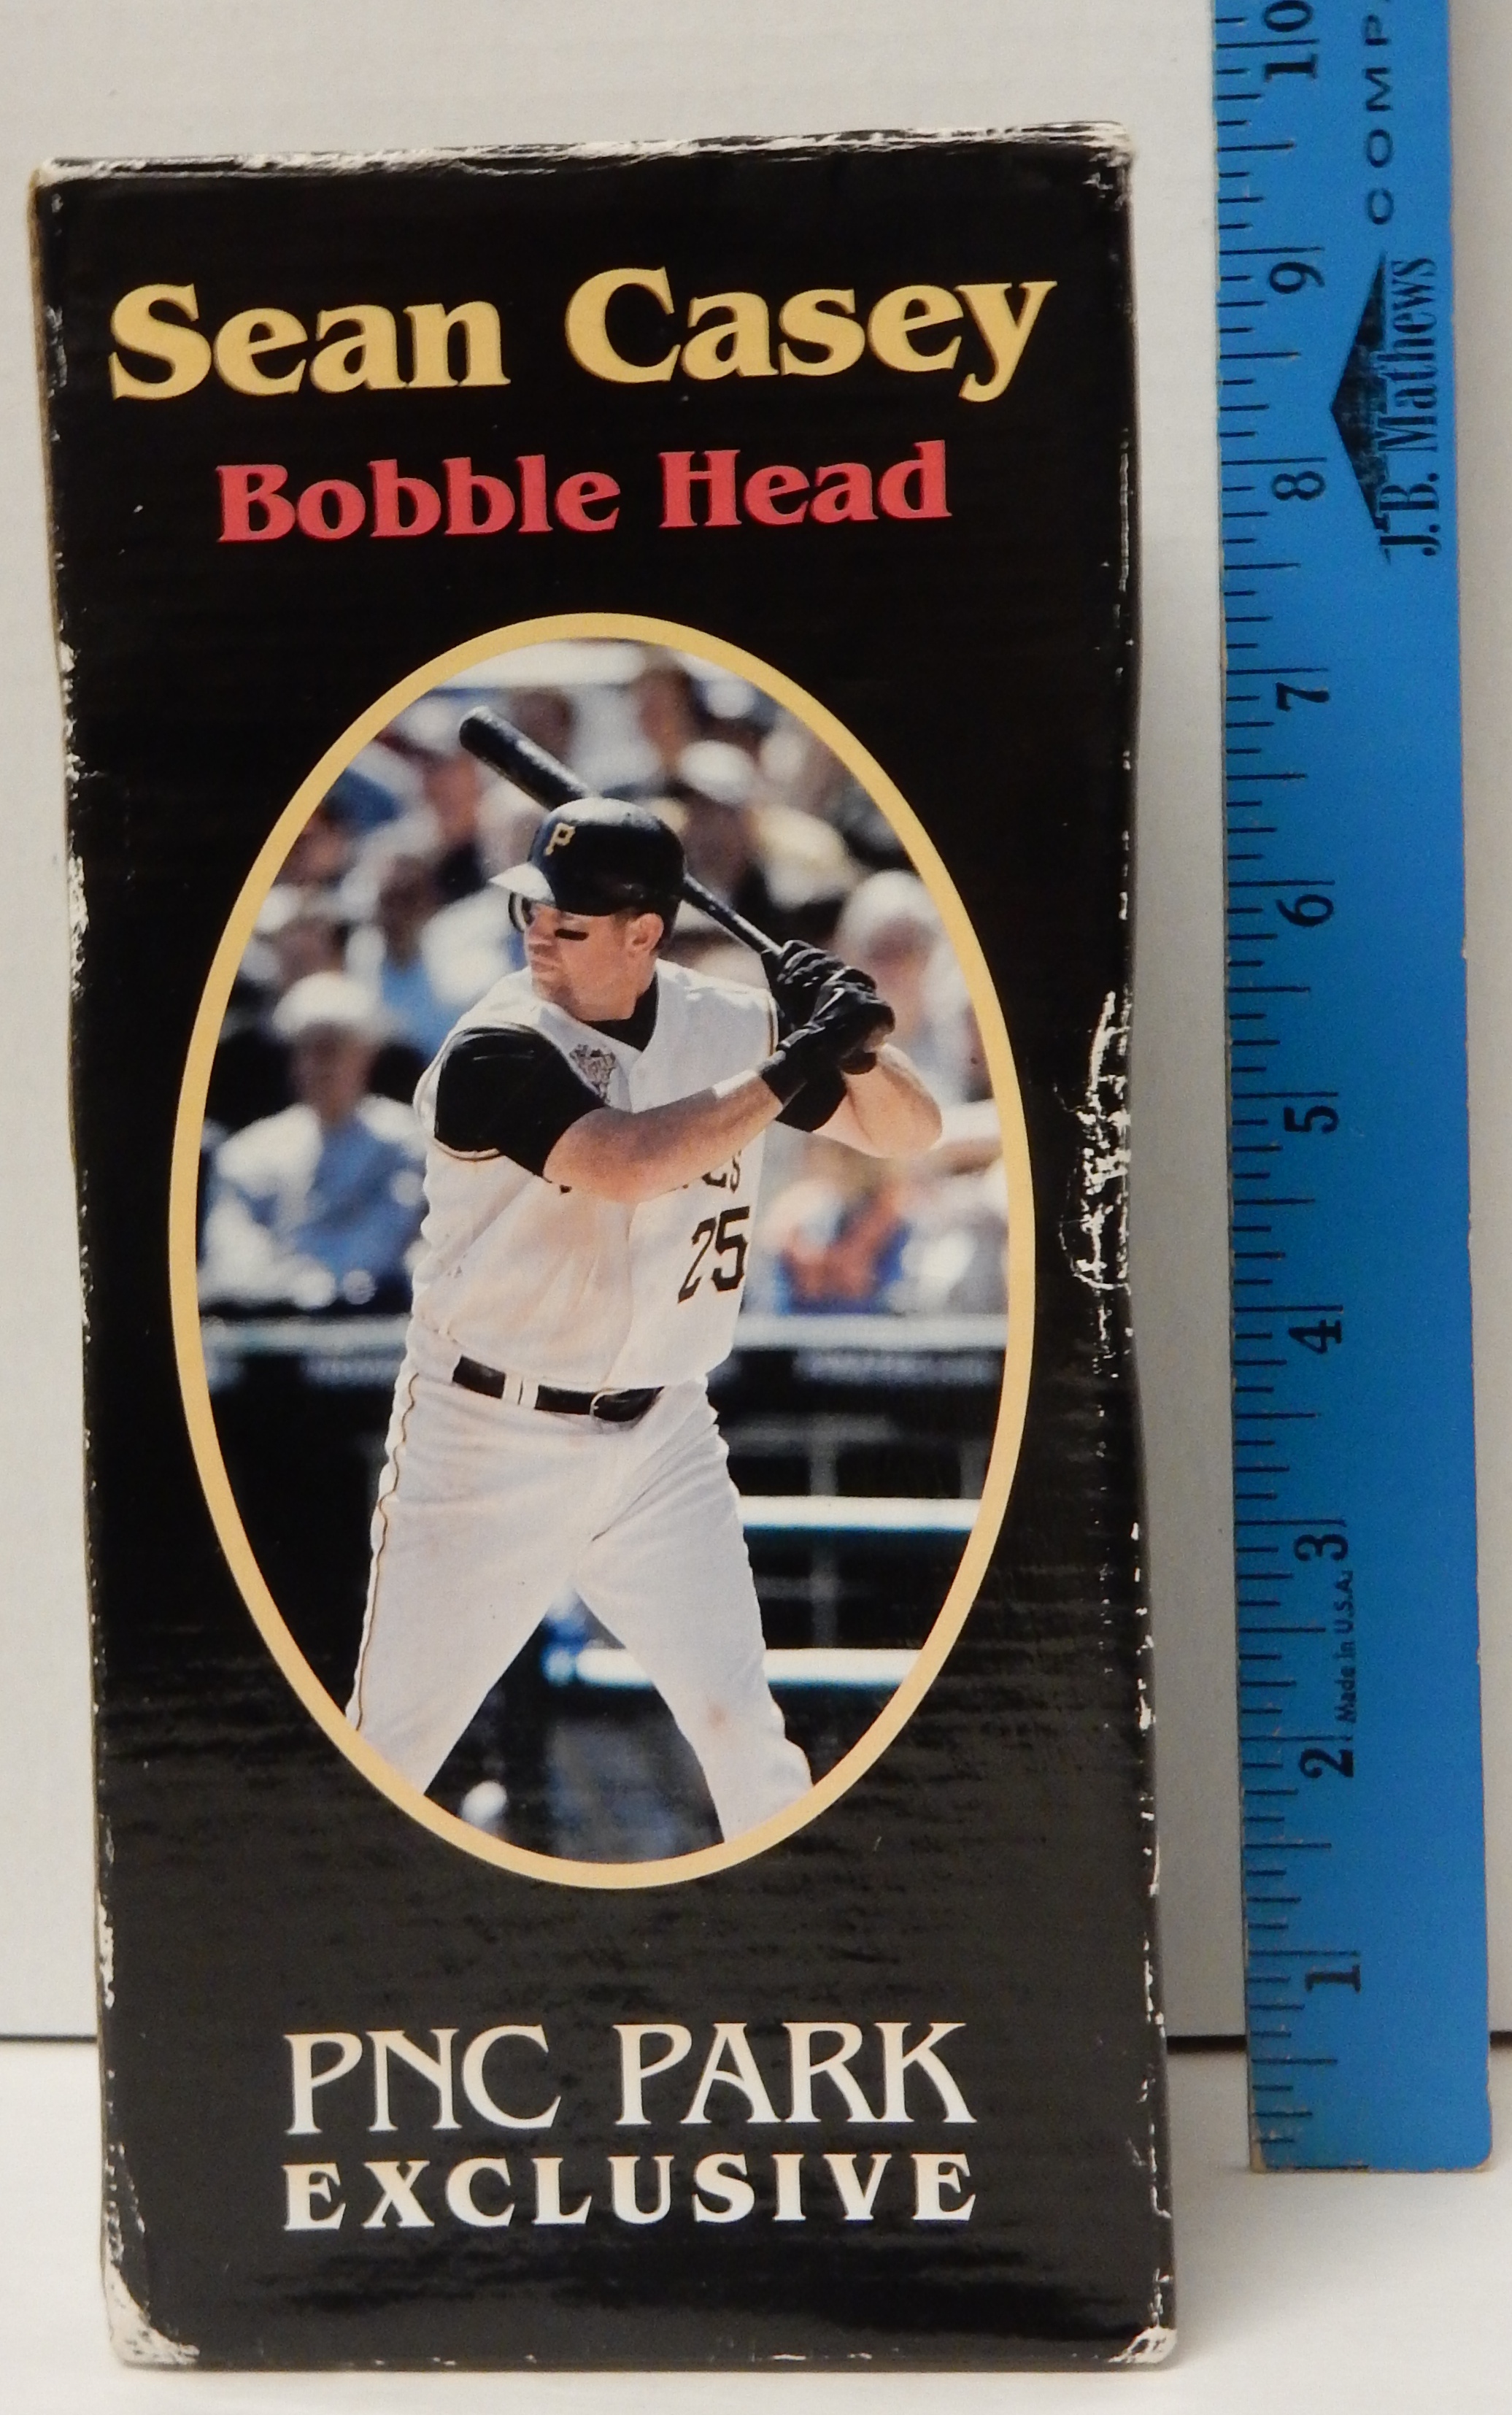 Sean Casey
Bobble Head
P
25
PNC PARK
EXCLUSIVE
10
9
8
7
6
5
4
3
2
1
J.B. Mathews
Made in U.S.A.